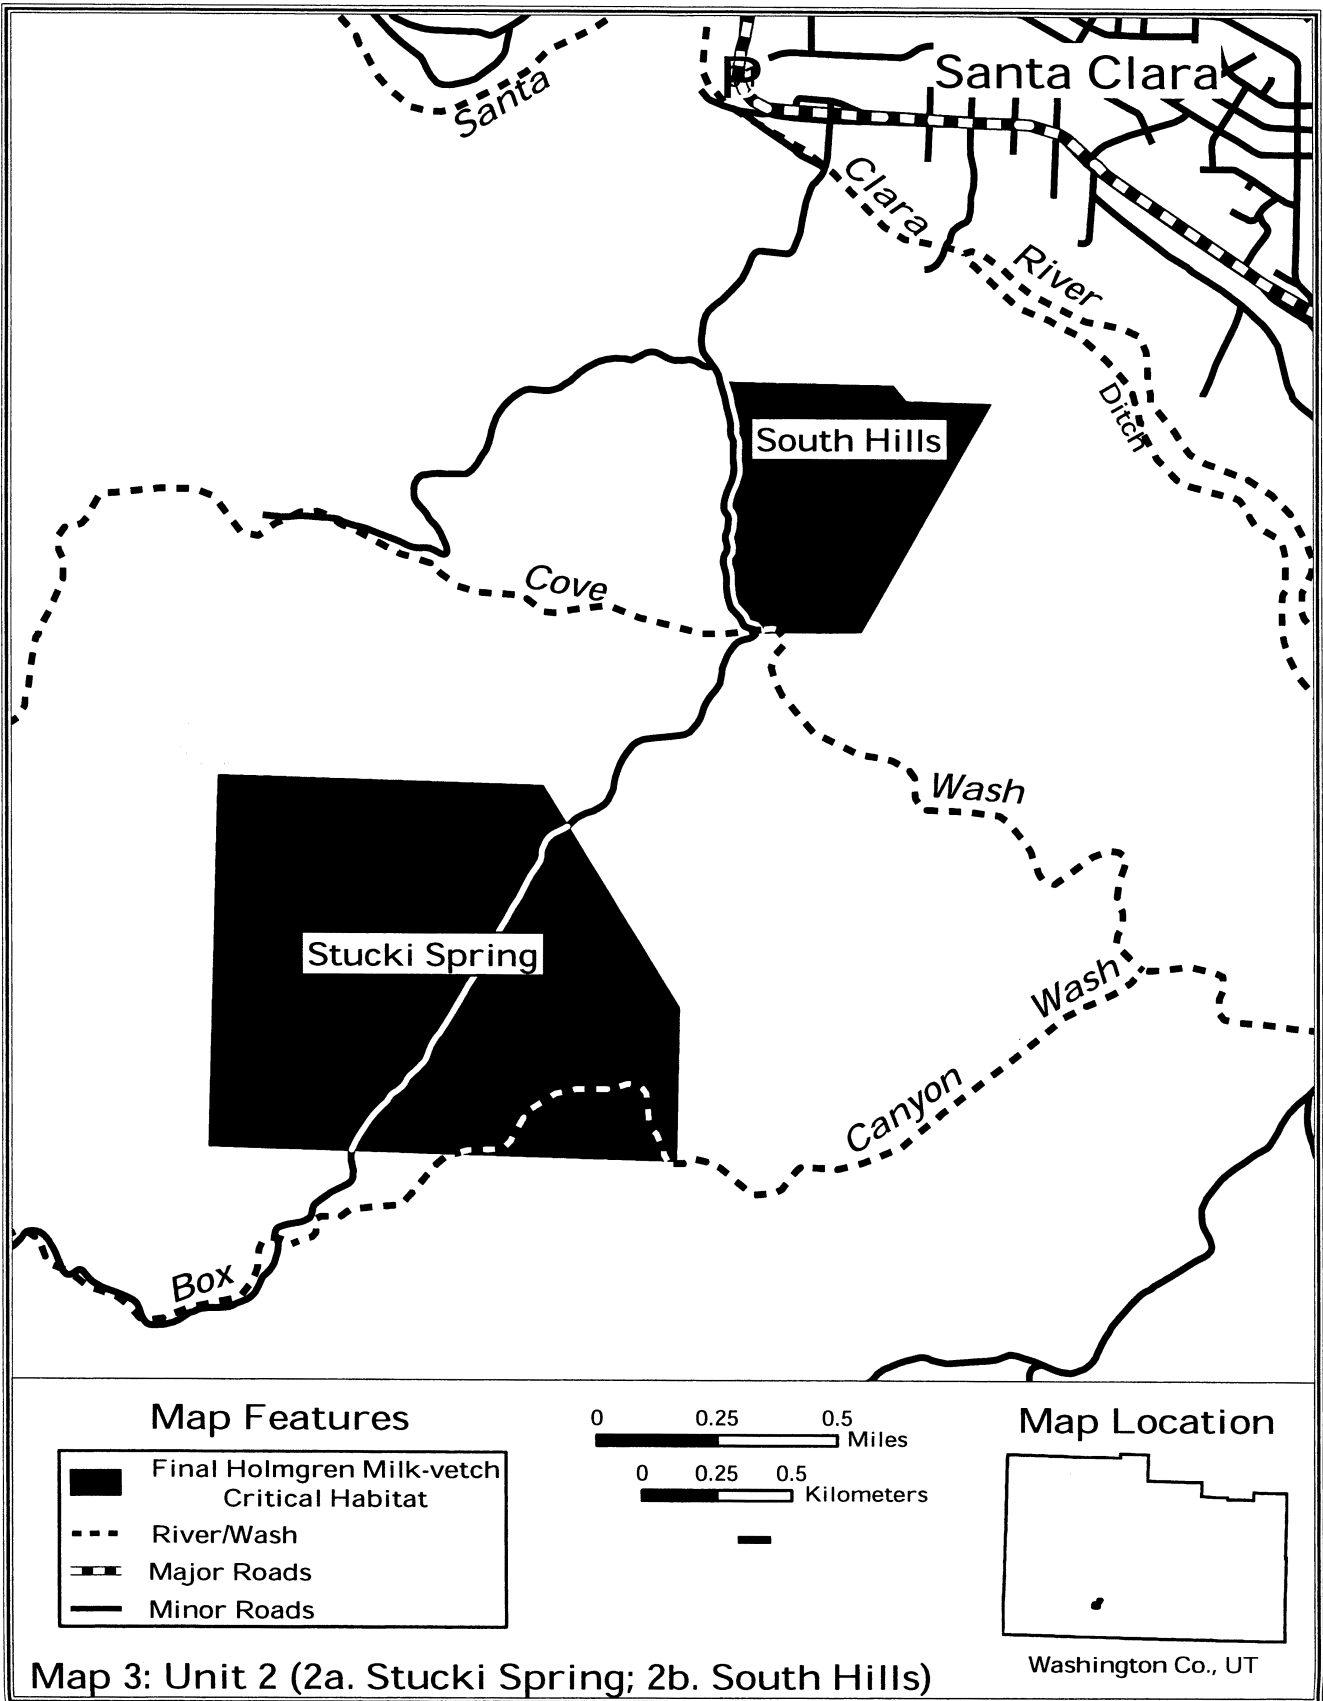 P
Santa Clara
Santa
Clara
River
Ditch
South Hills
Cove
Wash
Stucki Spring
Wash
Canyon
Box
Map Features
Final Holmgren Milk-vetch
Critical Habitat
River/Wash
Major Roads
Minor Roads
0 0.25 0.5
Miles
0 0.25 0.5
Kilometers
Map Location
Washington Co., UT
Map 3: Unit 2 (2a. Stucki Spring; 2b. South Hills)